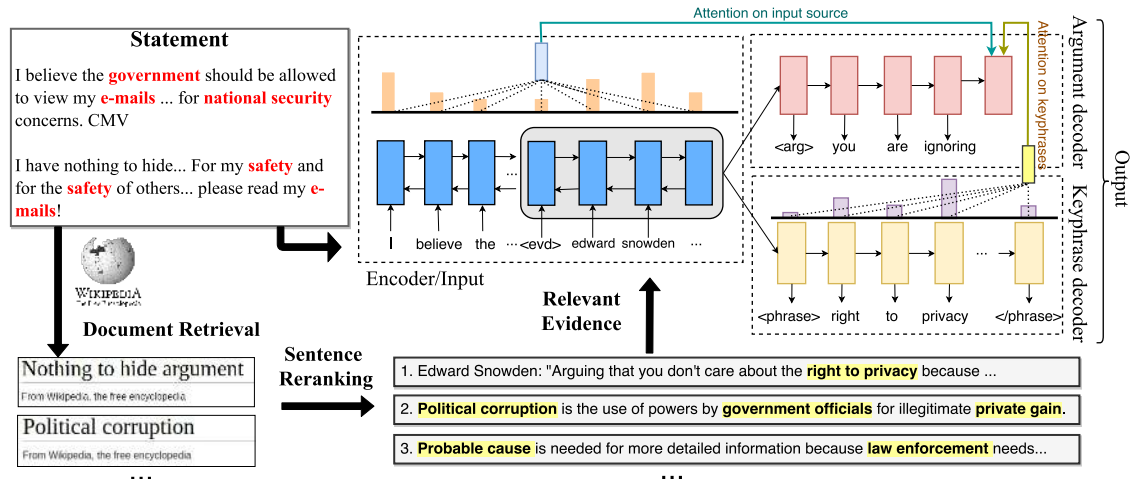 Statement
I believe the government should be allowed
to view my e-mails ... for national security
concerns. CMV
I have nothing to hide... For my safety and
for the safety of others... please read my e-
mails!
WIKIPEDIA
The Free Encyclopedia
Document Retrieval
Nothing to hide argument
From Wikipedia, the free encyclopedia
Political corruption
From Wikipedia, the free encyclopedia
...
Sentence
Reranking
Attention on input source
...
I believe the ... <evd> edward snowden ...
Encoder/Input
Relevant
Evidence
<arg> you are ignoring
Argument decoder
Attention on keyphrases
...
<phrase> right to privacy </phrase>
Keyphrase decoder
Output
1. Edward Snowden: "Arguing that you don't care about the right to privacy because ...
2. Political corruption is the use of powers by government officials for illegitimate private gain.
3. Probable cause is needed for more detailed information because law enforcement needs...
...